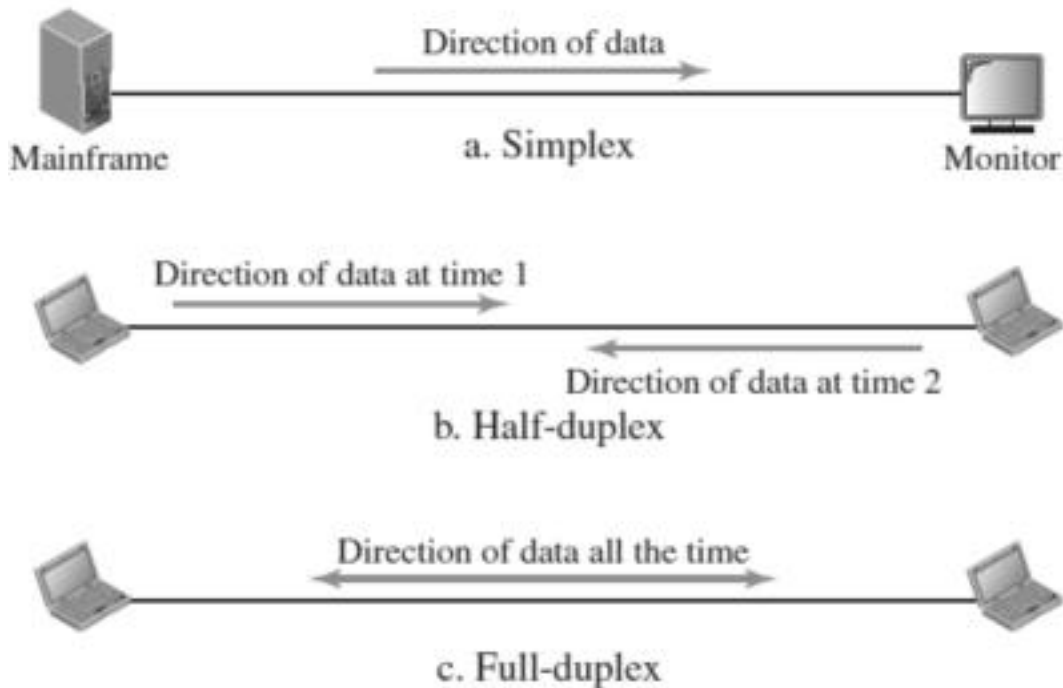 Direction of data
Mainframe
a. Simplex
Monitor
Direction of data at time 1
Direction of data at time 2
b. Half-duplex
Direction of data all the time
c. Full-duplex